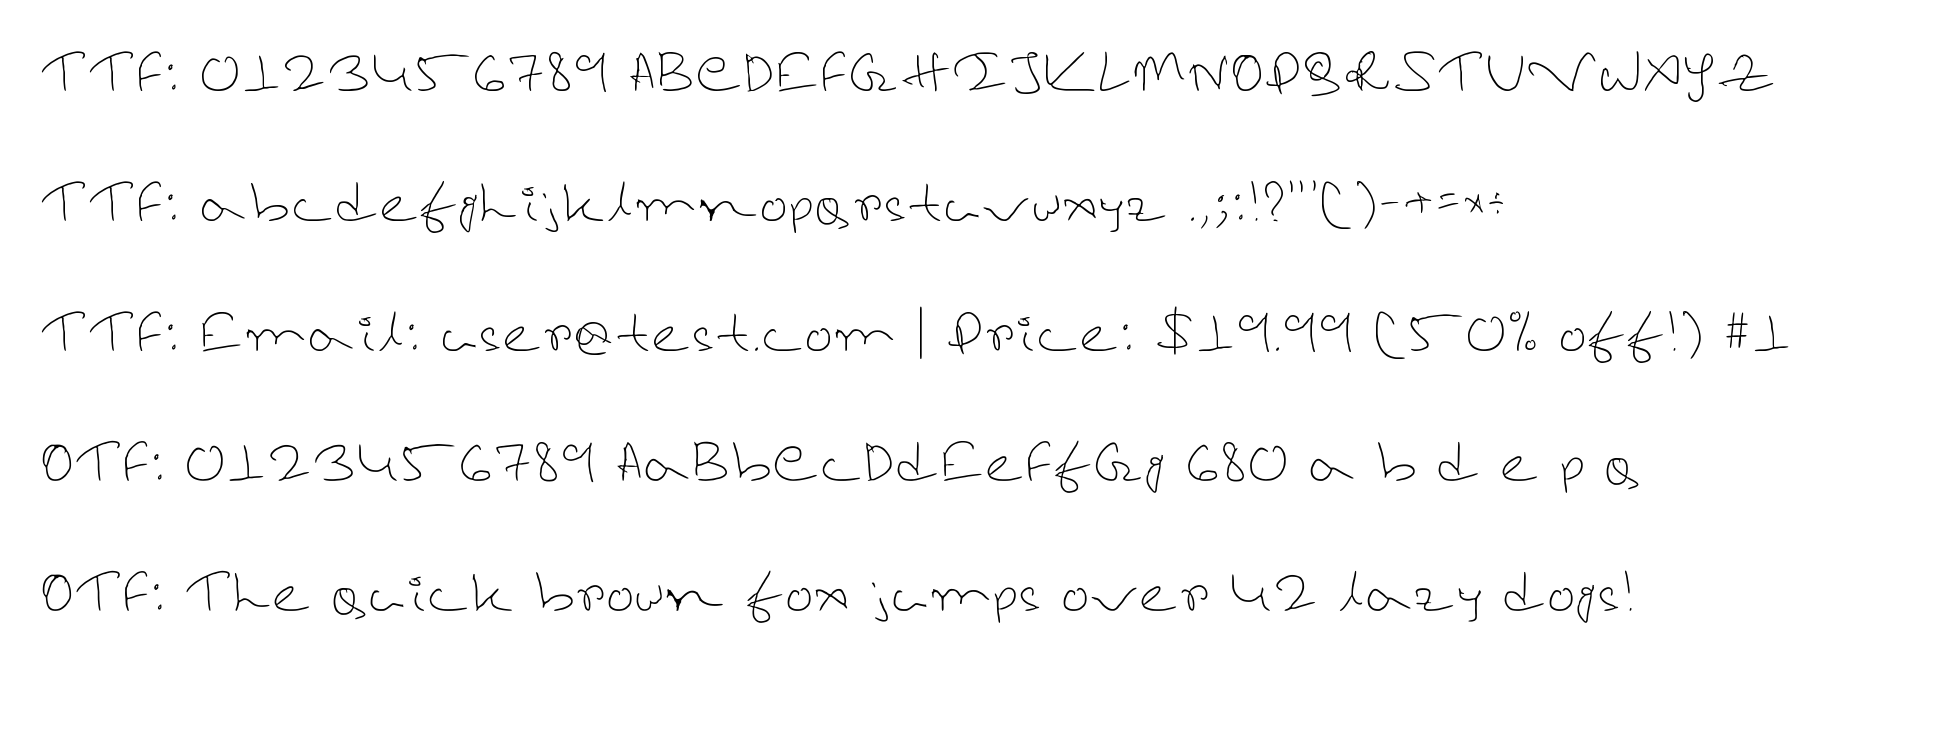 TTF: 0123456789 ABCDEFGHIJKLMNOPQRSTUVWXYZ
TTF: abcdefghijklmnopqrstuvwxyz .,;:!?"'()-+=×÷
TTF: Email: user@test.com | Price: $19.99 (50% off!) #1
OTF: 0123456789 AaBbCcDdEeFfGg 680 a b d e p q
OTF: The quick brown fox jumps over 42 lazy dogs!